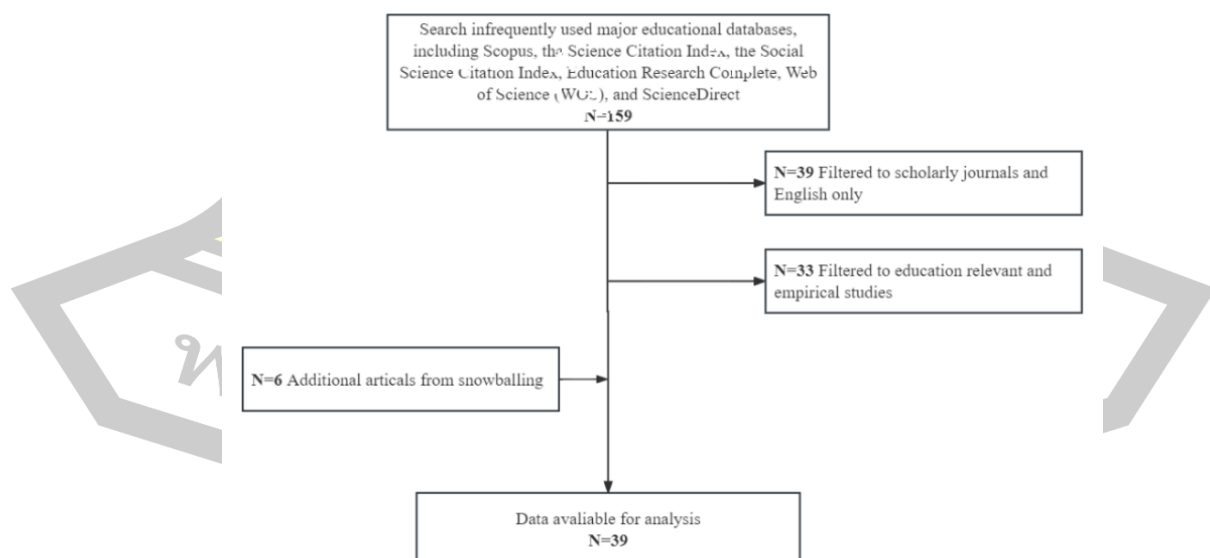 Search infrequently used major educational databases,
including Scopus, the Science Citation Index, the Social
Science Citation Index, Education Research Complete, Web
of Science (WOS), and ScienceDirect
N=159
N=39 Filtered to scholarly journals and
English only
N=33 Filtered to education relevant and
empirical studies
N=6 Additional articals from snowballing
Data avaliable for analysis
N=39